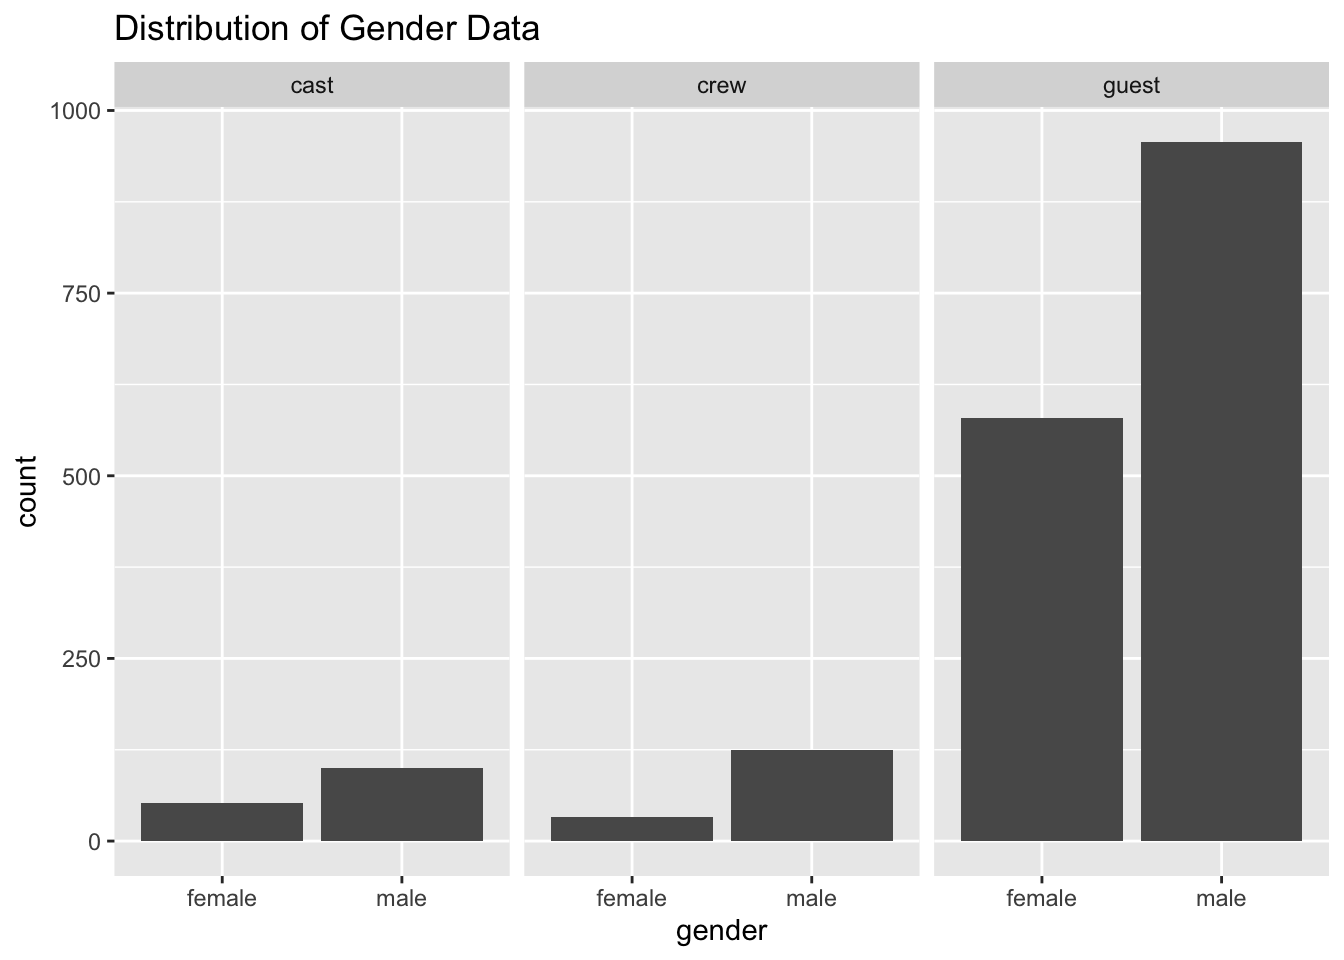 Distribution of Gender Data
cast crew guest
1000
750
500
250
0
count
female male female male female male
gender